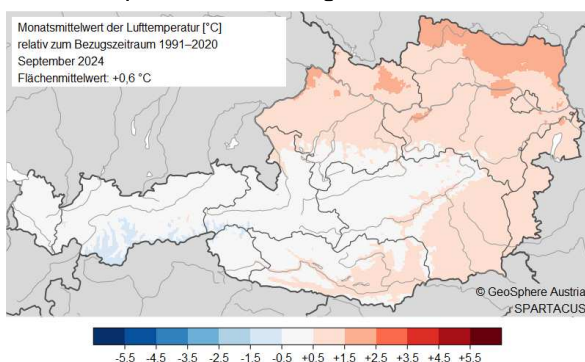 Monatsmittelwert der Lufttemperatur [°C]
relativ zum Bezugszeitraum 1991–2020
September 2024
Flächenmittelwert: +0,6 °C
© GeoSphere Austria
SPARTACUS
-5.5 -4.5 -3.5 -2.5 -1.5 -0.5 +0.5 +1.5 +2.5 +3.5 +4.5 +5.5